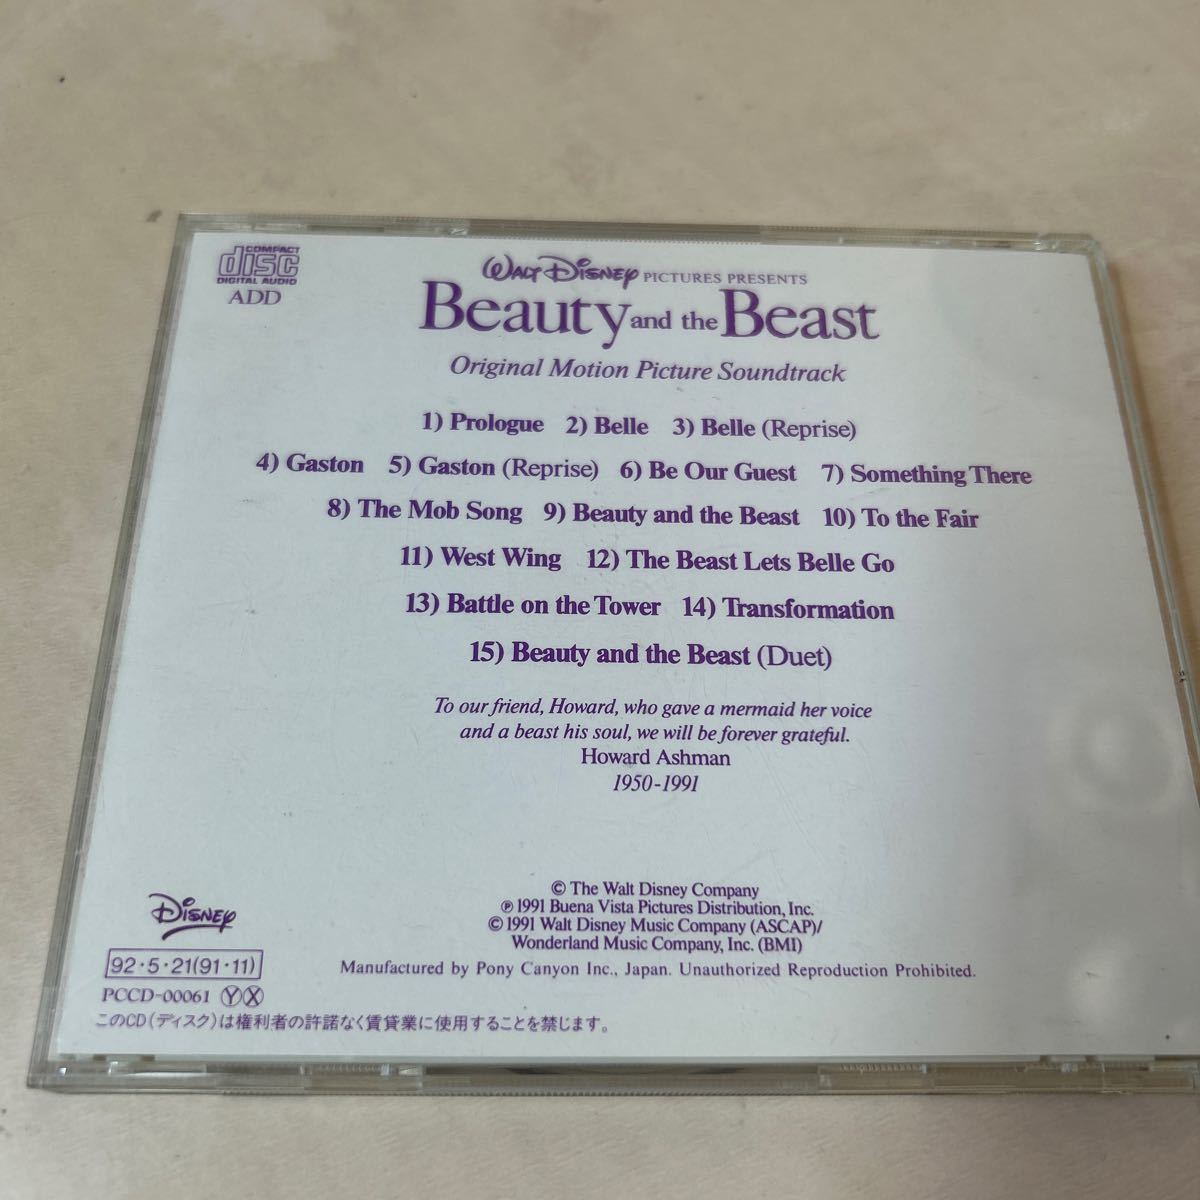 COMPACT
disc
DIGITAL AUDIO
ADD
WALT DISNEY PICTURES PRESENTS
Beauty and the Beast
Original Motion Picture Soundtrack
1) Prologue 2) Belle 3) Belle (Reprise)
4) Gaston 5) Gaston (Reprise) 6) Be Our Guest 7) Something There
8) The Mob Song 9) Beauty and the Beast 10) To the Fair
11) West Wing 12) The Beast Lets Belle Go
13) Battle on the Tower 14) Transformation
15) Beauty and the Beast (Duet)
To our friend, Howard, who gave a mermaid her voice
and a beast his soul, we will be forever grateful.
Howard Ashman
1950-1991
© The Walt Disney Company
℗ 1991 Buena Vista Pictures Distribution, Inc.
© 1991 Walt Disney Music Company (ASCAP)/
Wonderland Music Company, Inc. (BMI)
Manufactured by Pony Canyon Inc., Japan. Unauthorized Reproduction Prohibited.
Disney
92・5・21(91・11)
PCCD-00061 Ⓨ Ⓧ
このCD(ディスク)は権利者の許諾なく賃貸業に使用することを禁じます。